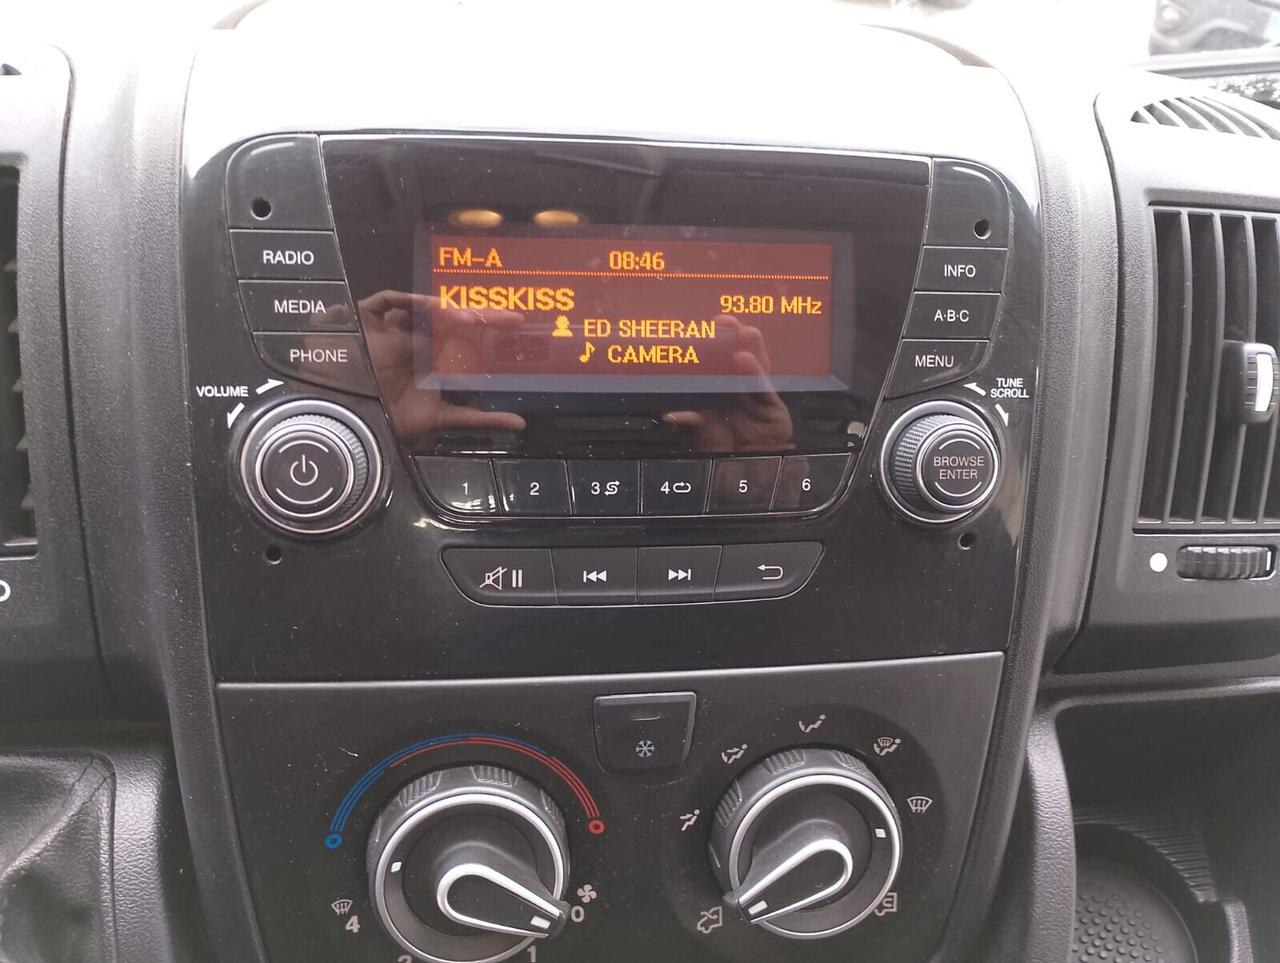 FM-A 08:46
KISSKISS 93.80 MHz
ED SHEERAN
CAMERA
RADIO
MEDIA
PHONE
VOLUME
INFO
A·B·C
MENU
TUNE
SCROLL
BROWSE
ENTER
1 2 3 4 5 6
4 0
1